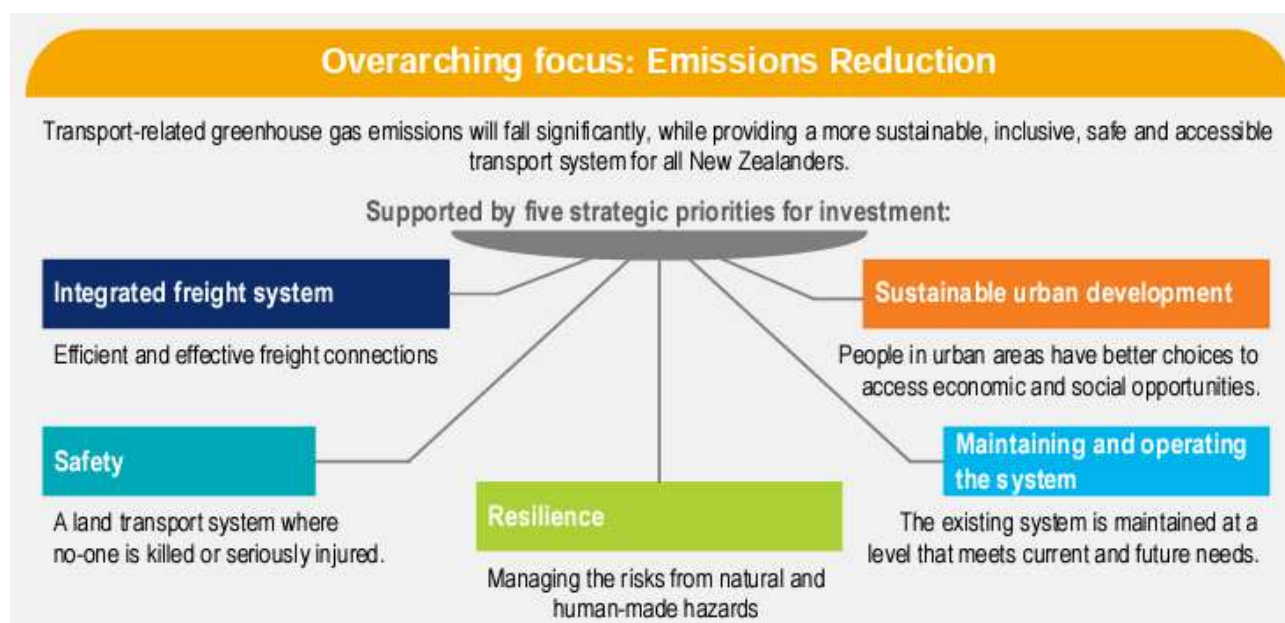 Overarching focus: Emissions Reduction
Transport-related greenhouse gas emissions will fall significantly, while providing a more sustainable, inclusive, safe and accessible
transport system for all New Zealanders.
Supported by five strategic priorities for investment:
Integrated freight system
Efficient and effective freight connections
Sustainable urban development
People in urban areas have better choices to
access economic and social opportunities.
Safety
A land transport system where
no-one is killed or seriously injured.
Resilience
Managing the risks from natural and
human-made hazards
Maintaining and operating
the system
The existing system is maintained at a
level that meets current and future needs.